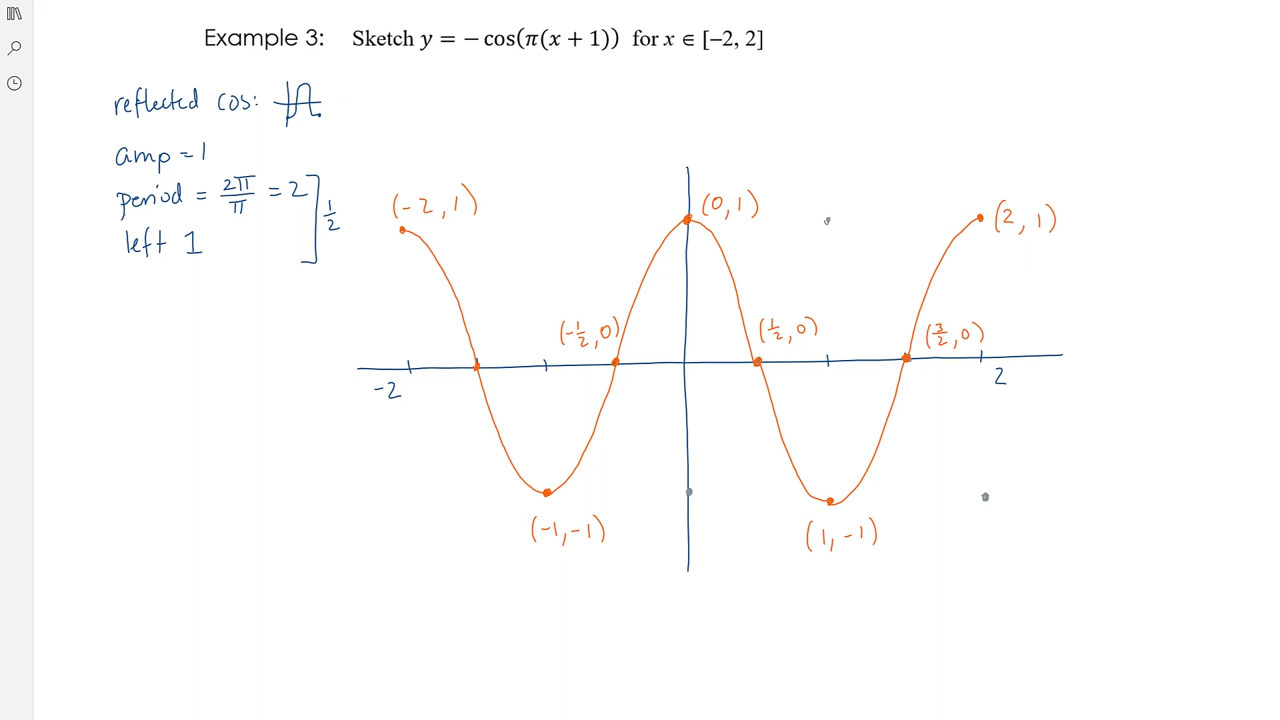 Example 3: Sketch y = − cos(π(x + 1)) for x ∈ [−2, 2]
reflected cos:
amp = 1
period = 2π/π = 2
left 1
1/2
(-2, 1)
(0, 1)
(2, 1)
(-1/2, 0)
(1/2, 0)
(3/2, 0)
-2
2
(-1, -1)
(1, -1)